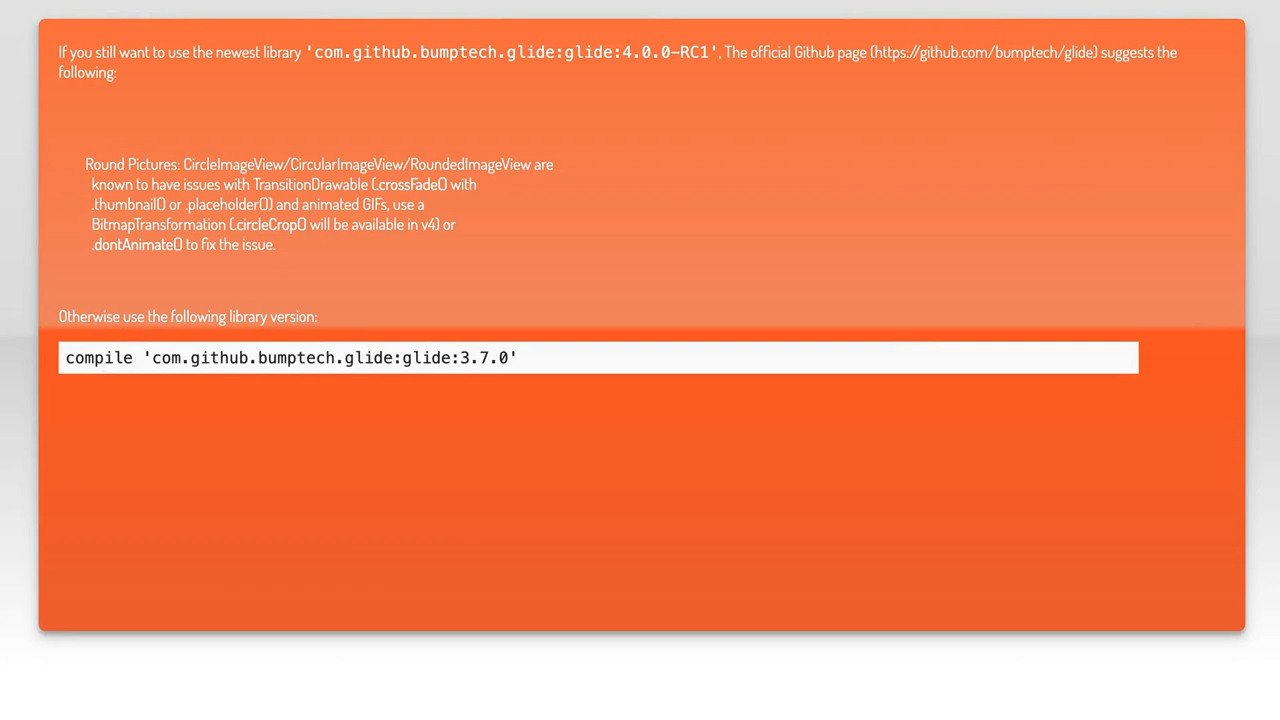 If you still want to use the newest library 'com.github.bumptech.glide:glide:4.0.0-RC1', The official Github page (https://github.com/bumptech/glide) suggests the
following:
Round Pictures: CircleImageView/CircularImageView/RoundedImageView are
known to have issues with TransitionDrawable (.crossFade() with
.thumbnail() or .placeholder()) and animated GIFs, use a
BitmapTransformation (.circleCrop() will be available in v4) or
.dontAnimate() to fix the issue.
Otherwise use the following library version:
compile 'com.github.bumptech.glide:glide:3.7.0'